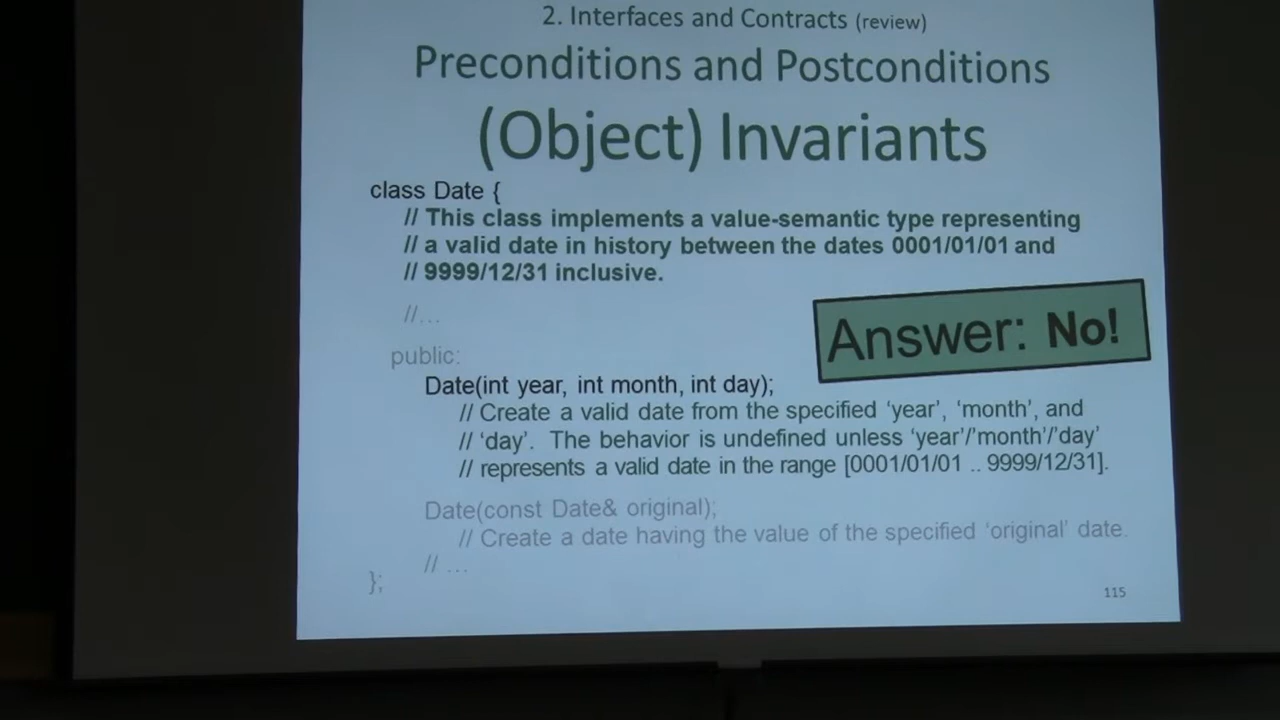 2. Interfaces and Contracts (review)
Preconditions and Postconditions
(Object) Invariants
class Date {
// This class implements a value-semantic type representing
// a valid date in history between the dates 0001/01/01 and
// 9999/12/31 inclusive.
//…
Answer: No!
public:
Date(int year, int month, int day);
// Create a valid date from the specified ‘year’, ‘month’, and
// ‘day’. The behavior is undefined unless ‘year’/’month’/’day’
// represents a valid date in the range [0001/01/01 .. 9999/12/31].
Date(const Date& original);
// Create a date having the value of the specified ‘original’ date.
// …
};
115